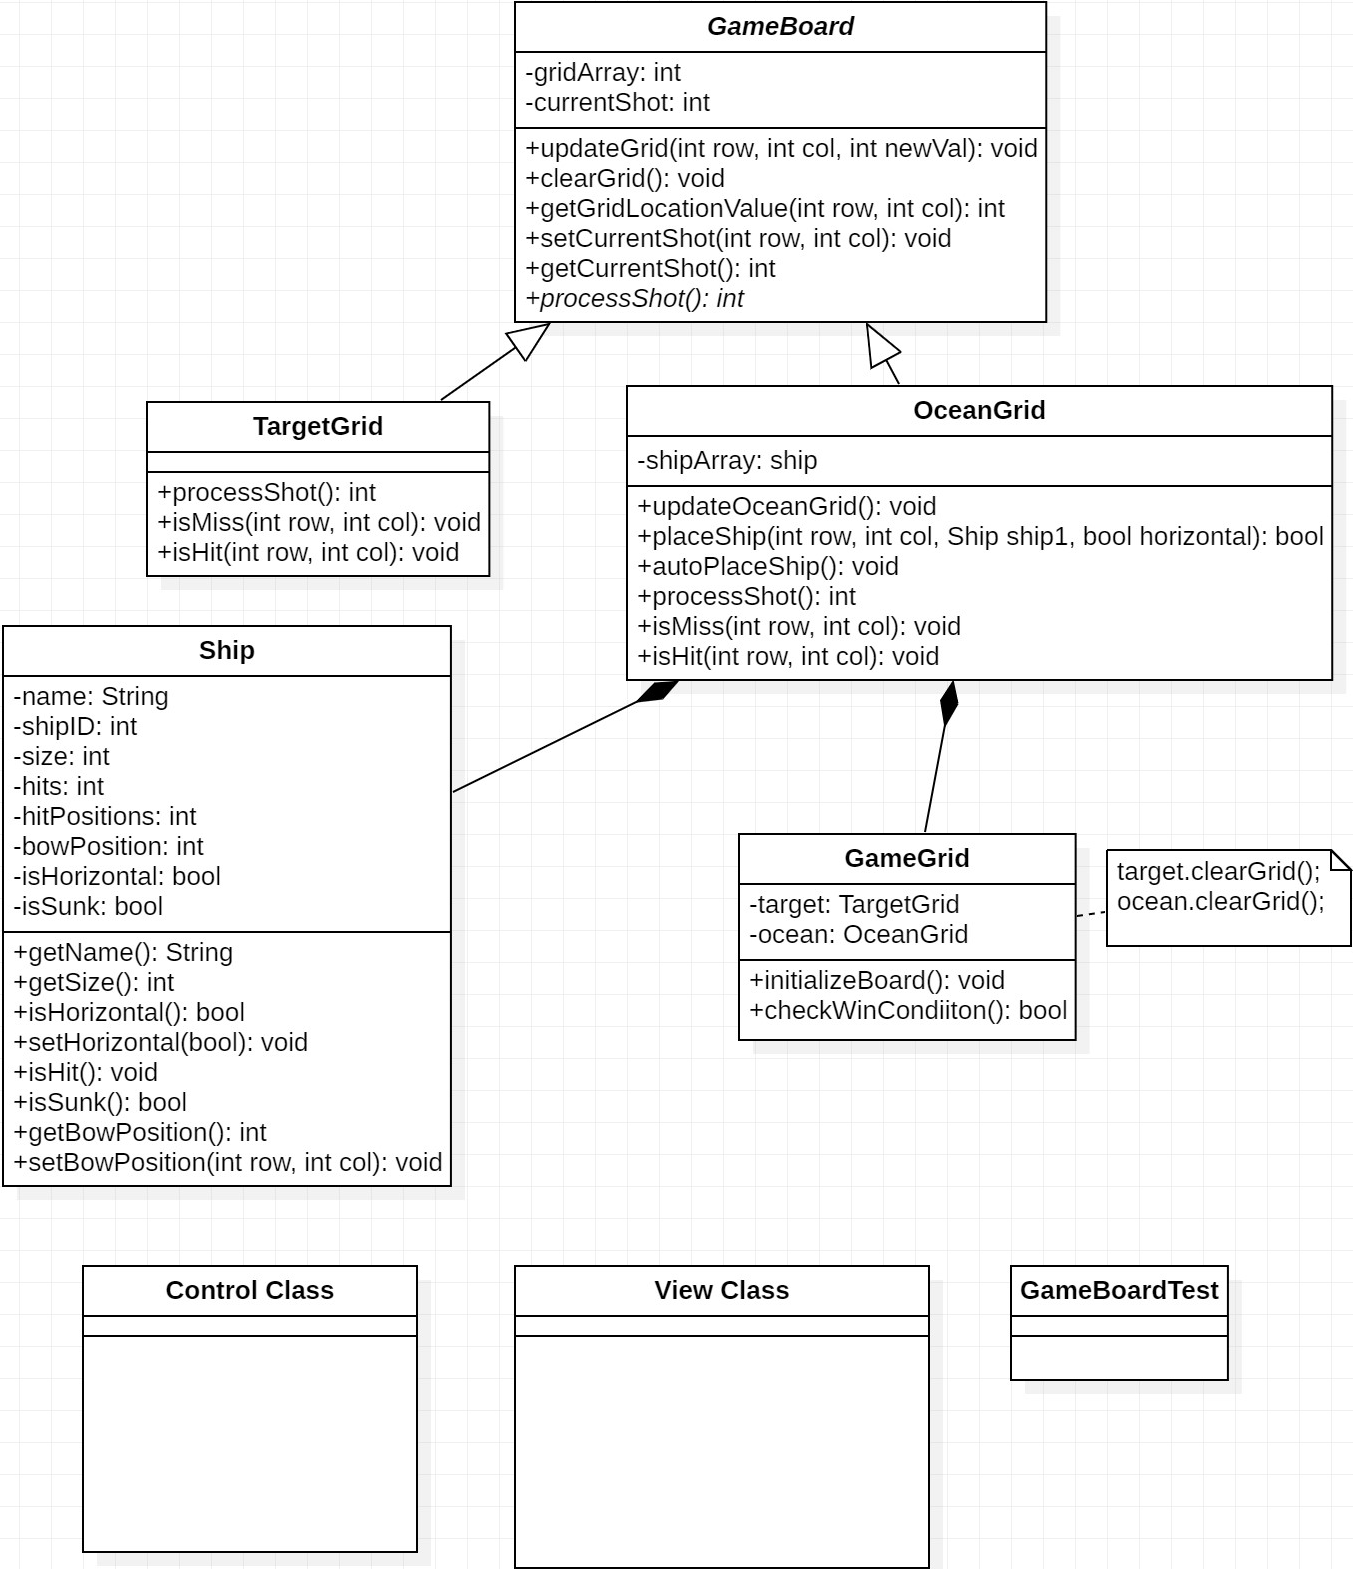 GameBoard
-gridArray: int
-currentShot: int
+updateGrid(int row, int col, int newVal): void
+clearGrid(): void
+getGridLocationValue(int row, int col): int
+setCurrentShot(int row, int col): void
+getCurrentShot(): int
+processShot(): int
TargetGrid
+processShot(): int
+isMiss(int row, int col): void
+isHit(int row, int col): void
OceanGrid
-shipArray: ship
+updateOceanGrid(): void
+placeShip(int row, int col, Ship ship1, bool horizontal): bool
+autoPlaceShip(): void
+processShot(): int
+isMiss(int row, int col): void
+isHit(int row, int col): void
Ship
-name: String
-shipID: int
-size: int
-hits: int
-hitPositions: int
-bowPosition: int
-isHorizontal: bool
-isSunk: bool
+getName(): String
+getSize(): int
+isHorizontal(): bool
+setHorizontal(bool): void
+isHit(): void
+isSunk(): bool
+getBowPosition(): int
+setBowPosition(int row, int col): void
GameGrid
-target: TargetGrid
-ocean: OceanGrid
+initializeBoard(): void
+checkWinCondiiton(): bool
target.clearGrid();
ocean.clearGrid();
Control Class
View Class
GameBoardTest